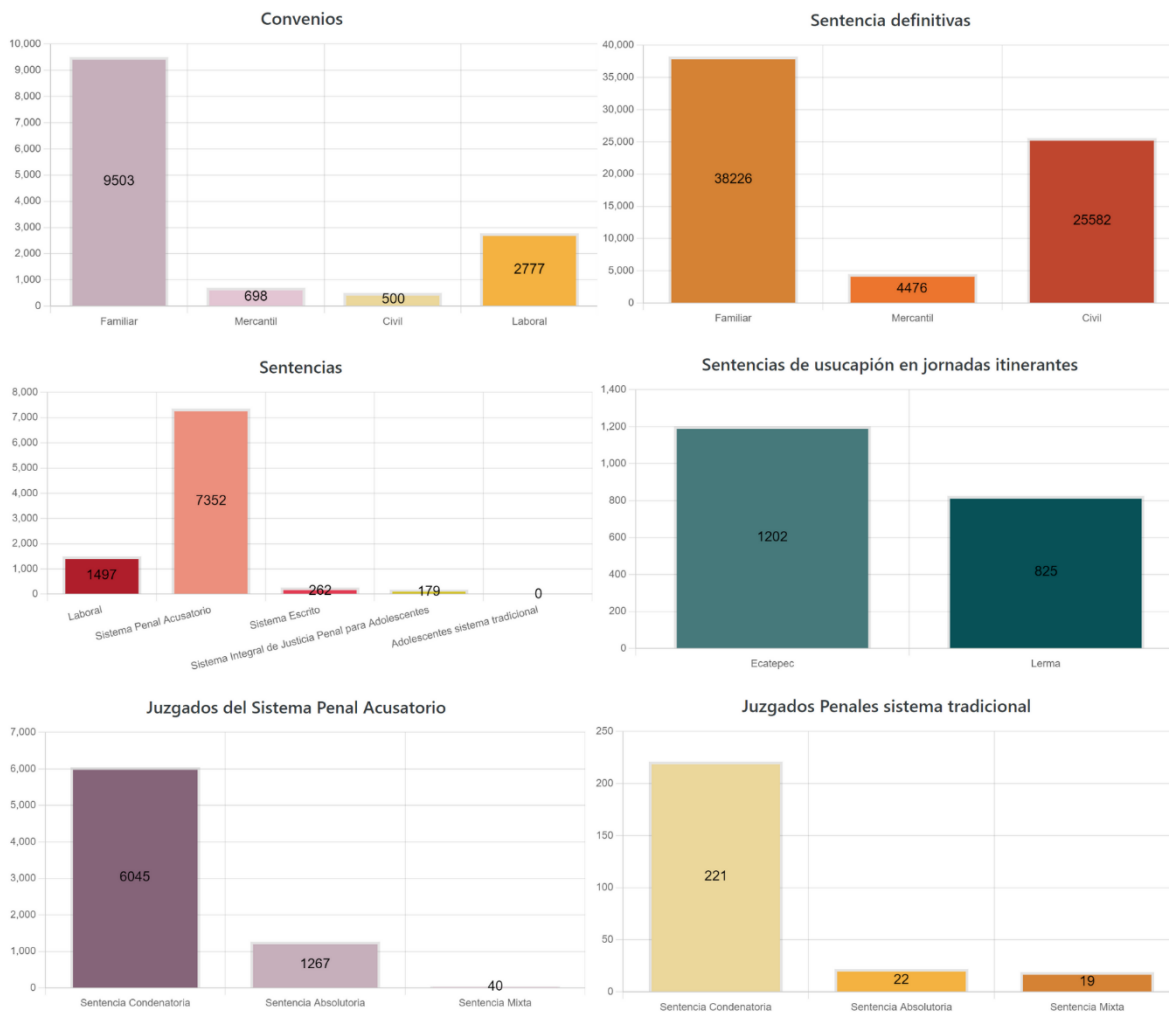 Convenios
10,000
9,000
8,000
7,000
6,000
5,000
4,000
3,000
2,000
1,000
0
9503
698
500
2777
Familiar
Mercantil
Civil
Laboral
Sentencia definitivas
40,000
35,000
30,000
25,000
20,000
15,000
10,000
5,000
0
38226
4476
25582
Familiar
Mercantil
Civil
Sentencias
8,000
7,000
6,000
5,000
4,000
3,000
2,000
1,000
0
1497
7352
262
179
0
Laboral
Sistema Penal Acusatorio
Sistema Escrito
Sistema Integral de Justicia Penal para Adolescentes
Adolescentes sistema tradicional
Sentencias de usucapión en jornadas itinerantes
1,400
1,200
1,000
800
600
400
200
0
1202
825
Ecatepec
Lerma
Juzgados del Sistema Penal Acusatorio
7,000
6,000
5,000
4,000
3,000
2,000
1,000
0
6045
1267
40
Sentencia Condenatoria
Sentencia Absolutoria
Sentencia Mixta
Juzgados Penales sistema tradicional
250
200
150
100
50
0
221
22
19
Sentencia Condenatoria
Sentencia Absolutoria
Sentencia Mixta